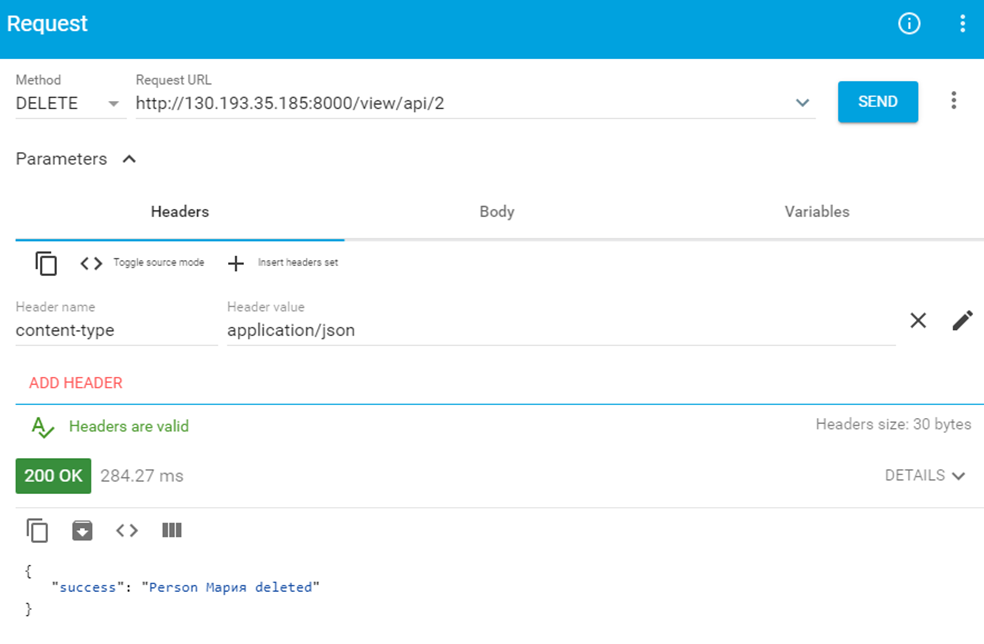 Request
Method
Request URL
DELETE
http://130.193.35.185:8000/view/api/2
SEND
Parameters
Headers
Body
Variables
Toggle source mode
Insert headers set
Header name
Header value
content-type
application/json
ADD HEADER
Headers are valid
Headers size: 30 bytes
200 OK
284.27 ms
DETAILS
{
"success": "Person Мария deleted"
}